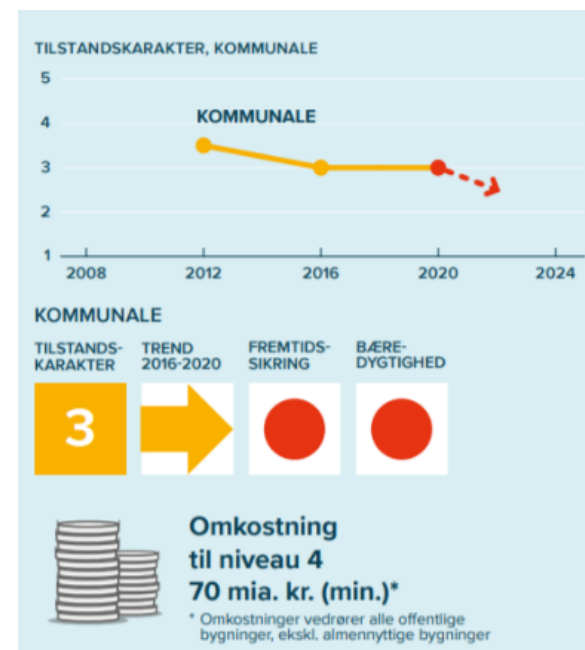 TILSTANDSKARAKTER, KOMMUNALE
5
4
KOMMUNALE
3
2
1
2008 2012 2016 2020 2024
KOMMUNALE
TILSTANDS-
KARAKTER
TREND
2016-2020
FREMTIDS-
SIKRING
BÆRE-
DYGTIGHED
3
Omkostning
til niveau 4
70 mia. kr. (min.)*
* Omkostninger vedrører alle offentlige
bygninger, ekskl. almennyttige bygninger